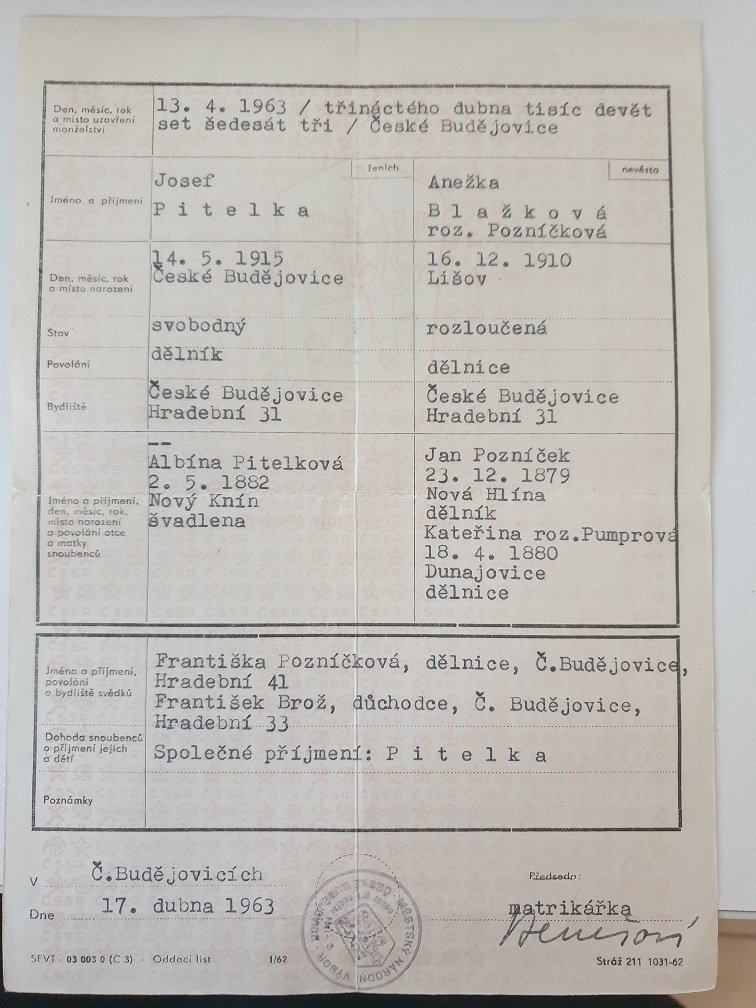 Den, měsíc, rok
a místo uzavření
manželství
13. 4. 1963 / třináctého dubna tisíc devět
set šedesát tři / České Budějovice
ženich
nevěsta
Jméno a příjmení
Josef
P i t e l k a
Anežka
B l a ž k o v á
roz. Pozníčková
Den, měsíc, rok
a místo narození
14. 5. 1915
České Budějovice
16. 12. 1910
Lišov
Stav
svobodný
rozloučená
Povolání
dělník
dělnice
Bydliště
České Budějovice
Hradební 31
České Budějovice
Hradební 31
Jméno a příjmení,
den, měsíc, rok,
místo narození
a povolání otce
a matky
snoubenců
--
Albína Pitelková
2. 5. 1882
Nový Knín
švadlena
Jan Pozníček
23. 12. 1879
Nová Hlína
dělník
Kateřina roz.Pumprová
18. 4. 1880
Dunajovice
dělnice
Jména a příjmení,
povolání
a bydliště svědků
Františka Pozníčková, dělnice, Č.Budějovice,
Hradební 41
František Brož, důchodce, Č. Budějovice,
Hradební 33
Dohoda snoubenců
o příjmení jejich
a dětí
Společné příjmení: P i t e l k a
Poznámky
V Č.Budějovicích
Dne 17. dubna 1963
MĚSTSKÝ NÁRODNÍ VÝBOR
Předseda:
matrikářka
SEVT - 03 003 0 (C 3) - Oddací list
1/62
Stráž 211 1031-62